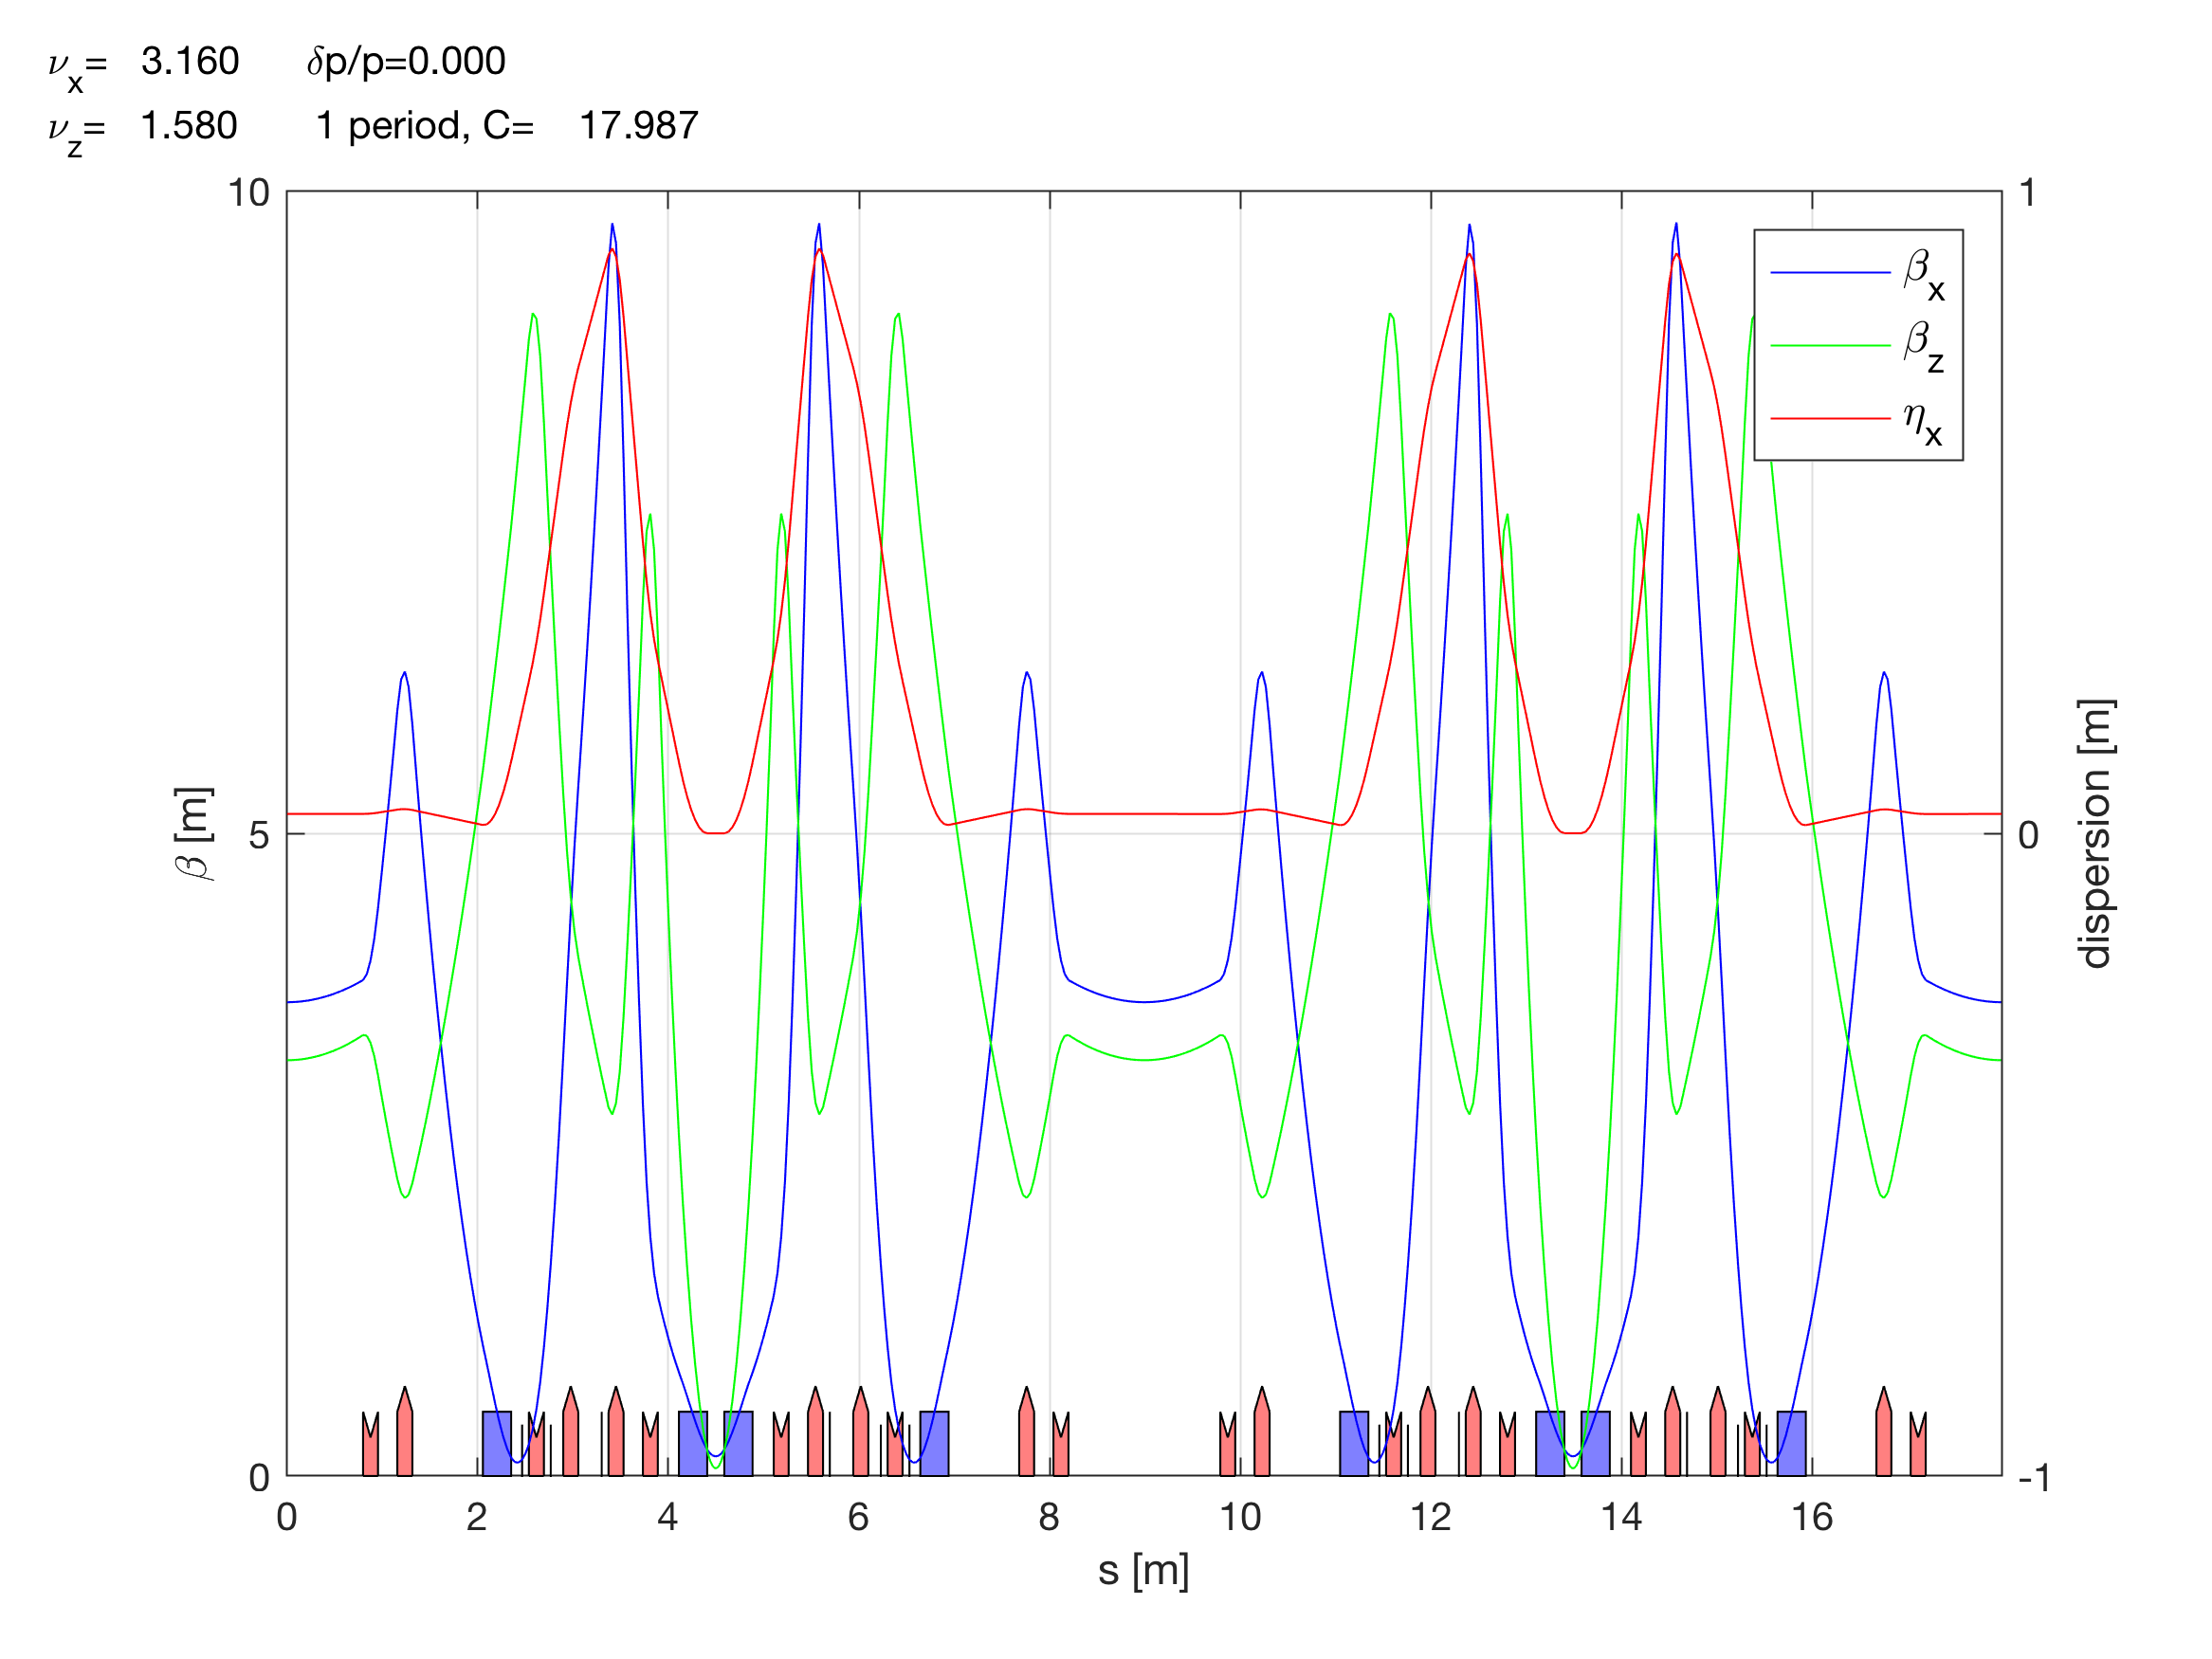 νx= 3.160 δp/p=0.000
νz= 1.580 1 period, C= 17.987
10
5
0
β [m]
1
0
-1
dispersion [m]
βx
βz
ηx
0 2 4 6 8 10 12 14 16
s [m]